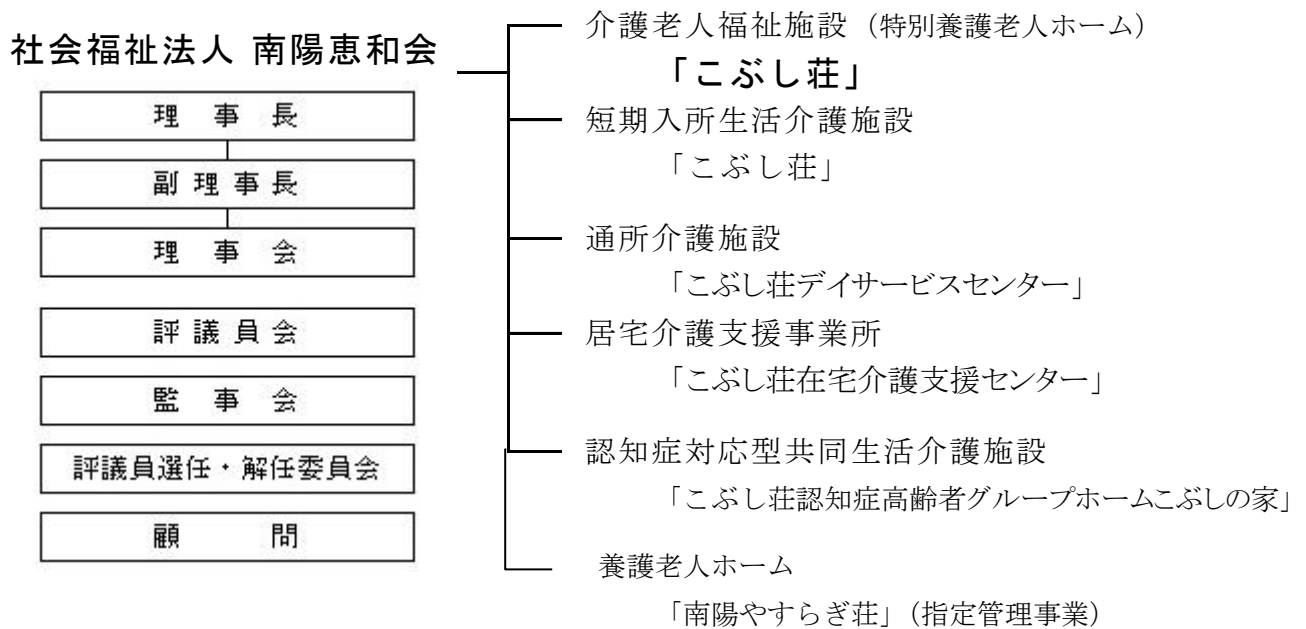 社会福祉法人 南陽恵和会
理 事 長
副 理 事 長
理 事 会
評 議 員 会
監 事 会
評議員選任・解任委員会
顧 問
介護老人福祉施設（特別養護老人ホーム）
「こぶし荘」
短期入所生活介護施設
「こぶし荘」
通所介護施設
「こぶし荘デイサービスセンター」
居宅介護支援事業所
「こぶし荘在宅介護支援センター」
認知症対応型共同生活介護施設
「こぶし荘認知症高齢者グループホームこぶしの家」
養護老人ホーム
「南陽やすらぎ荘」（指定管理事業）